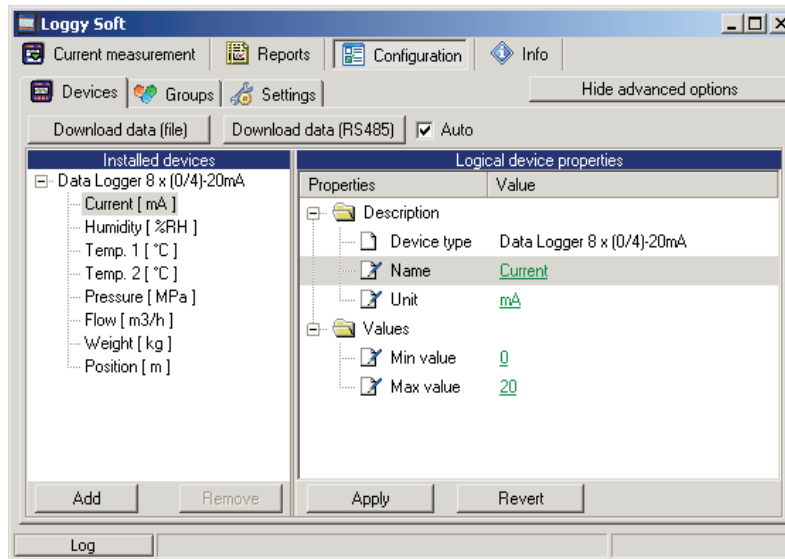 Loggy Soft
Current measurement Reports Configuration Info
Devices Groups Settings Hide advanced options
Download data (file) Download data (RS485) Auto
Installed devices
Data Logger 8 x (0/4)-20mA
Current [ mA ]
Humidity [ %RH ]
Temp. 1 [ °C ]
Temp. 2 [ °C ]
Pressure [ MPa ]
Flow [ m3/h ]
Weight [ kg ]
Position [ m ]
Add Remove
Logical device properties
Properties Value
Description
Device type Data Logger 8 x (0/4)-20mA
Name Current
Unit mA
Values
Min value 0
Max value 20
Apply Revert
Log